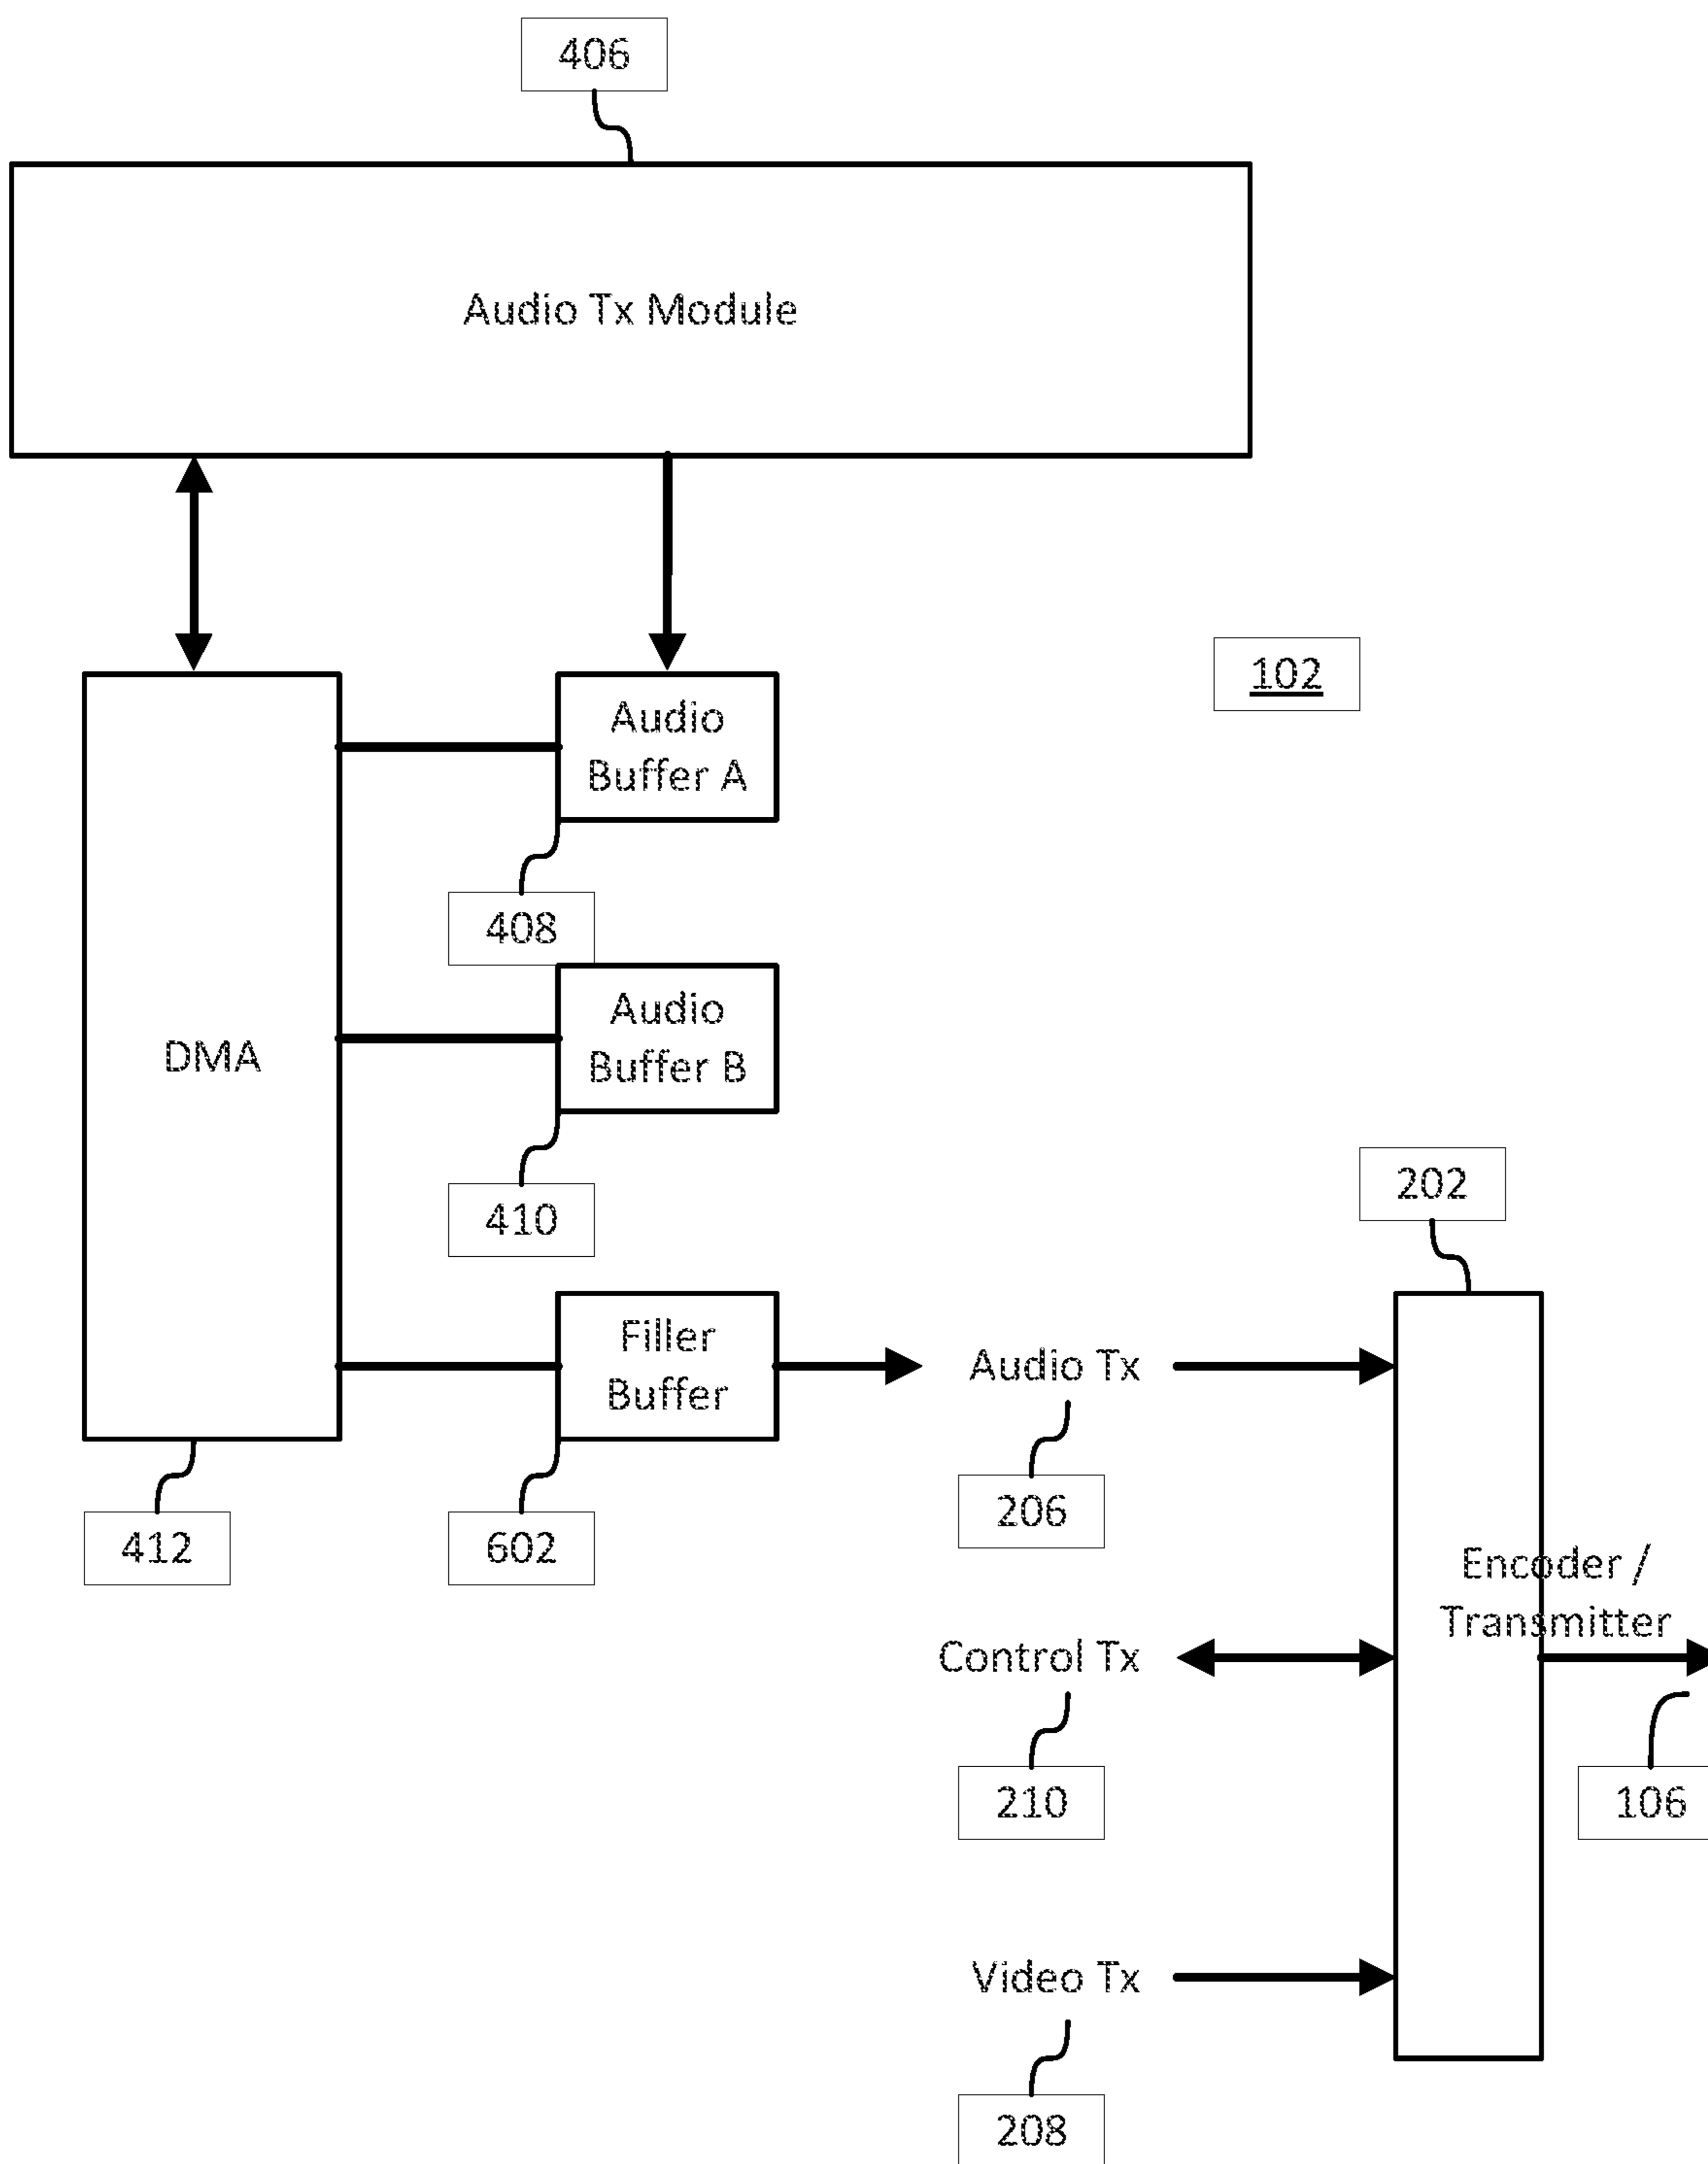 406
Audio Tx Module
102
Audio
Buffer A
408
Audio
Buffer B
DMA
410
202
Filler
Buffer
Audio Tx
412
602
206
Encoder /
Transmitter
Control Tx
210
106
Video Tx
208